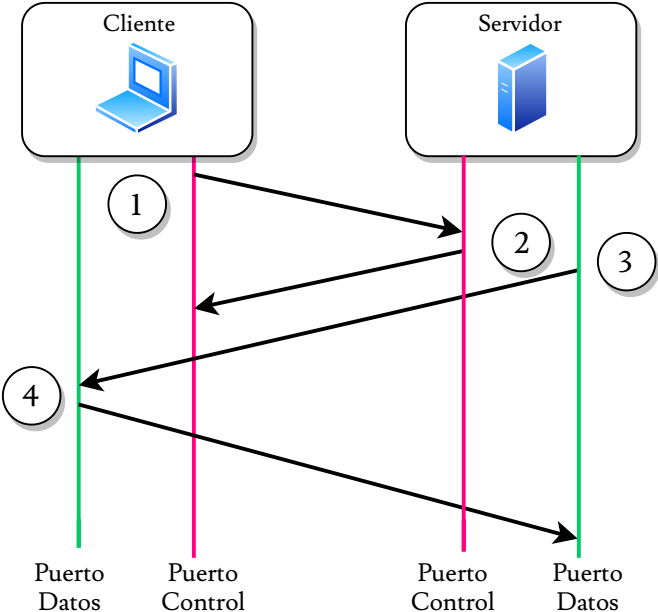 Cliente
Servidor
1
2
3
4
Puerto
Datos
Puerto
Control
Puerto
Control
Puerto
Datos